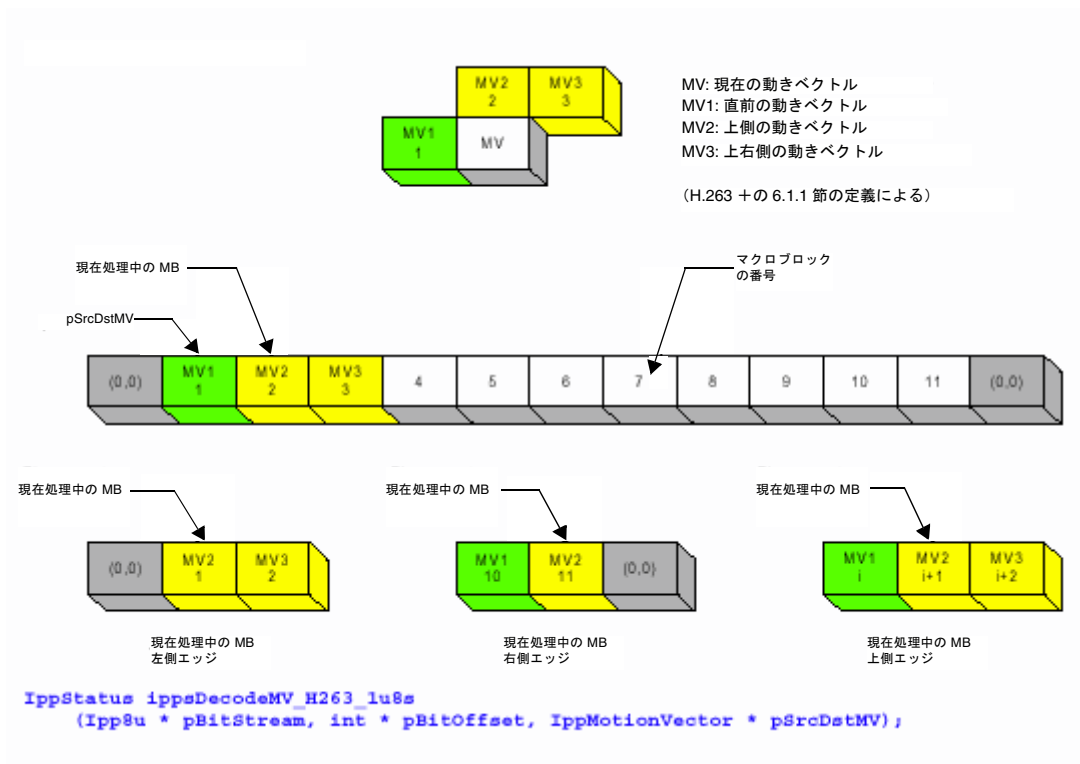 MV2
2
MV3
3
MV1
1
MV
MV: 現在の動きベクトル
MV1: 直前の動きベクトル
MV2: 上側の動きベクトル
MV3: 上右側の動きベクトル
（H.263 ＋の 6.1.1 節の定義による）
現在処理中の MB
マクロブロック
の番号
pSrcDstMV
(0,0)
MV1
1
MV2
2
MV3
3
4
5
6
7
8
9
10
11
(0,0)
現在処理中の MB
現在処理中の MB
現在処理中の MB
(0,0)
MV2
1
MV3
2
MV1
10
MV2
11
(0,0)
MV1
i
MV2
i+1
MV3
i+2
現在処理中の MB
左側エッジ
現在処理中の MB
右側エッジ
現在処理中の MB
上側エッジ
IppStatus ippsDecodeMV_H263_1u8s
(Ipp8u * pBitStream, int * pBitOffset, IppMotionVector * pSrcDstMV);